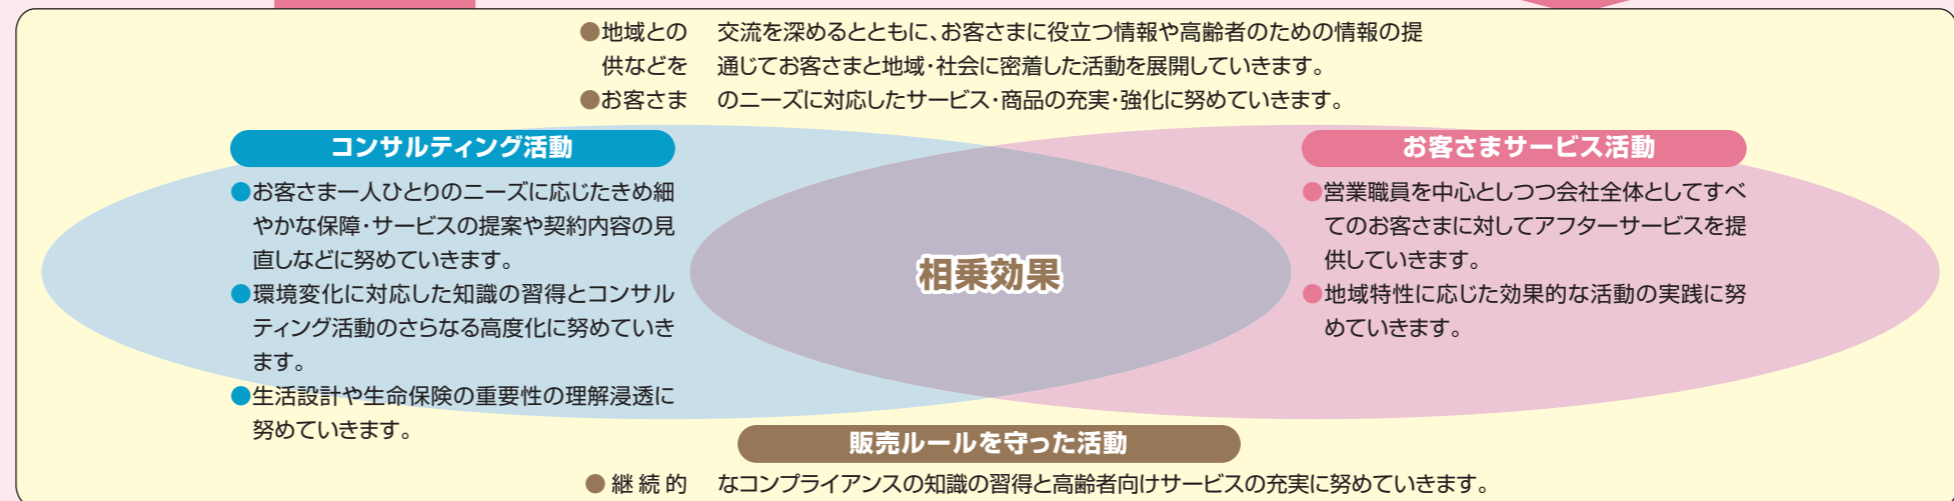 ●地域との 交流を深めるとともに、お客さまに役立つ情報や高齢者のための情報の提
供などを 通じてお客さまと地域・社会に密着した活動を展開していきます。
●お客さま のニーズに対応したサービス・商品の充実・強化に努めていきます。
コンサルティング活動
●お客さま一人ひとりのニーズに応じたきめ細
やかな保障・サービスの提案や契約内容の見
直しなどに努めていきます。
●環境変化に対応した知識の習得とコンサル
ティング活動のさらなる高度化に努めていき
ます。
●生活設計や生命保険の重要性の理解浸透に
努めていきます。
相乗効果
お客さまサービス活動
●営業職員を中心としつつ会社全体としてすべ
てのお客さまに対してアフターサービスを提
供していきます。
●地域特性に応じた効果的な活動の実践に努
めていきます。
販売ルールを守った活動
●継続的 なコンプライアンスの知識の習得と高齢者向けサービスの充実に努めていきます。